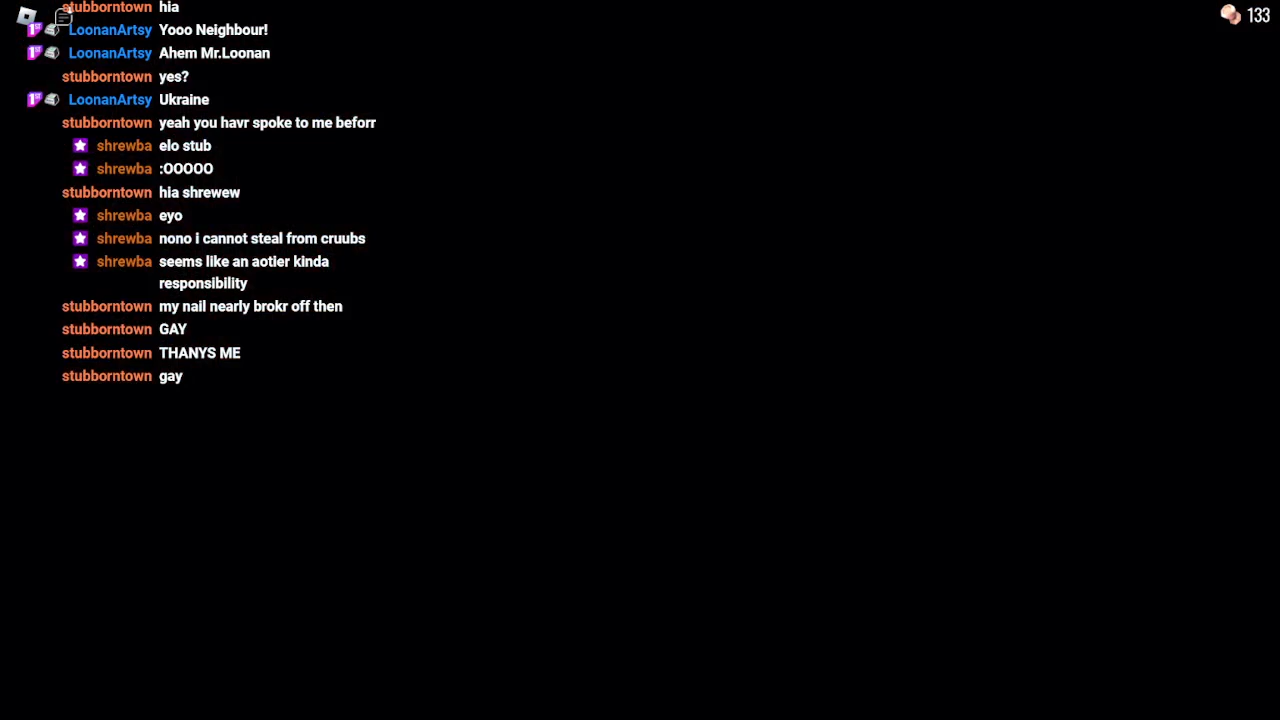 stubborntown hia
133
LoonanArtsy Yooo Neighbour!
LoonanArtsy Ahem Mr.Loonan
stubborntown yes?
LoonanArtsy Ukraine
stubborntown yeah you havr spoke to me beforr
shrewba elo stub
shrewba :OOOOO
stubborntown hia shrewew
shrewba eyo
shrewba nono i cannot steal from cruubs
shrewba seems like an aotier kinda
responsibility
stubborntown my nail nearly brokr off then
stubborntown GAY
stubborntown THANYS ME
stubborntown gay